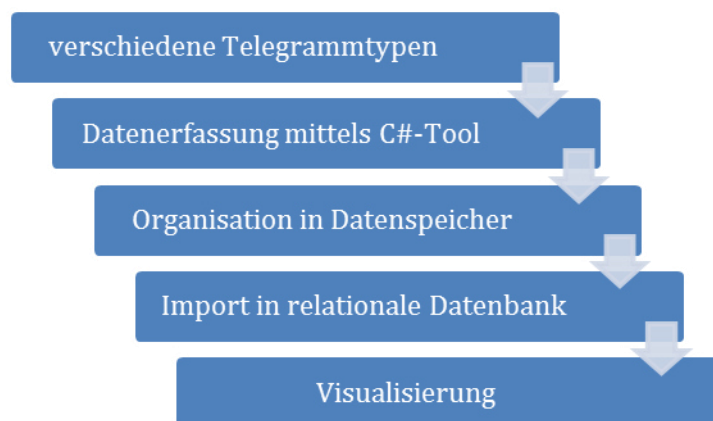 verschiedene Telegrammtypen
Datenerfassung mittels C#-Tool
Organisation in Datenspeicher
Import in relationale Datenbank
Visualisierung